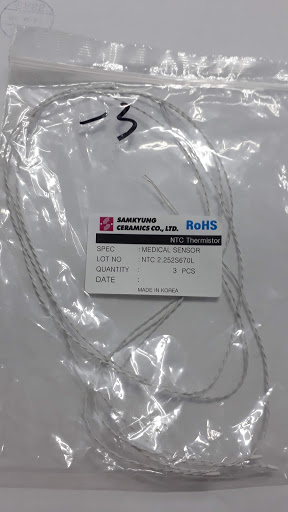 -3
SAMKYUNG
CERAMICS CO., LTD.
RoHS
NTC Thermistor
SPEC : MEDICAL SENSOR
LOT NO : NTC 2.252S670L
QUANTITY : 3 PCS
DATE :
MADE IN KOREA